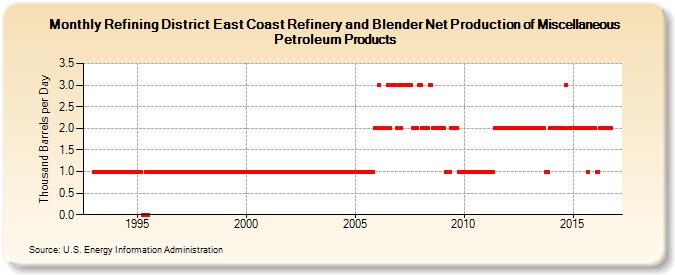 Monthly Refining District East Coast Refinery and Blender Net Production of Miscellaneous
Petroleum Products
Thousand Barrels per Day
3.5
3.0
2.5
2.0
1.5
1.0
0.5
0.0
1995 2000 2005 2010 2015
Source: U.S. Energy Information Administration